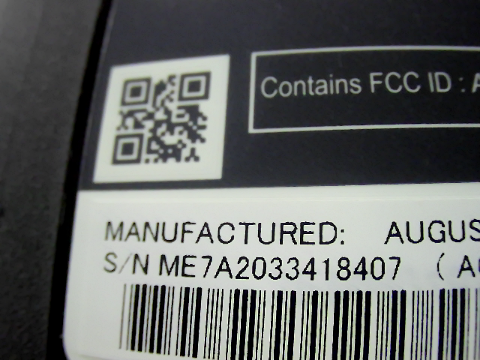 Contains FCC ID : A
MANUFACTURED: AUGUS
S/N ME7A2033418407 ( A